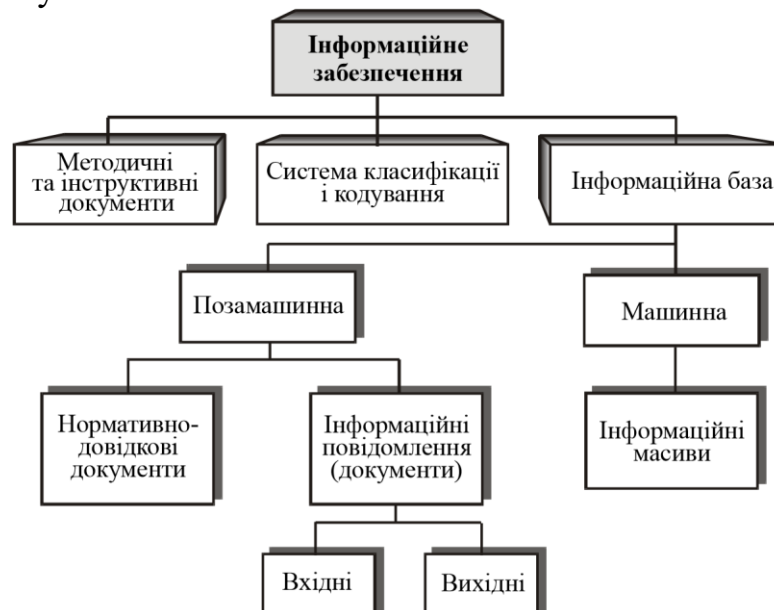 Інформаційне
забезпечення
Методичні
та інструктивні
документи
Система класифікації
і кодування
Інформаційна база
Позамашинна
Машинна
Нормативно-
довідкові
документи
Інформаційні
повідомлення
(документи)
Інформаційні
масиви
Вхідні
Вихідні